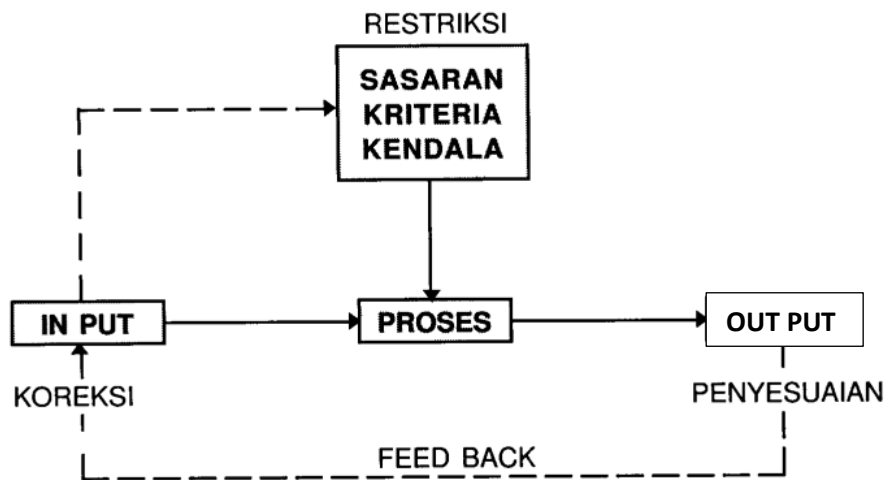 RESTRIKSI
SASARAN
KRITERIA
KENDALA
IN PUT
PROSES
OUT PUT
KOREKSI
PENYESUAIAN
FEED BACK